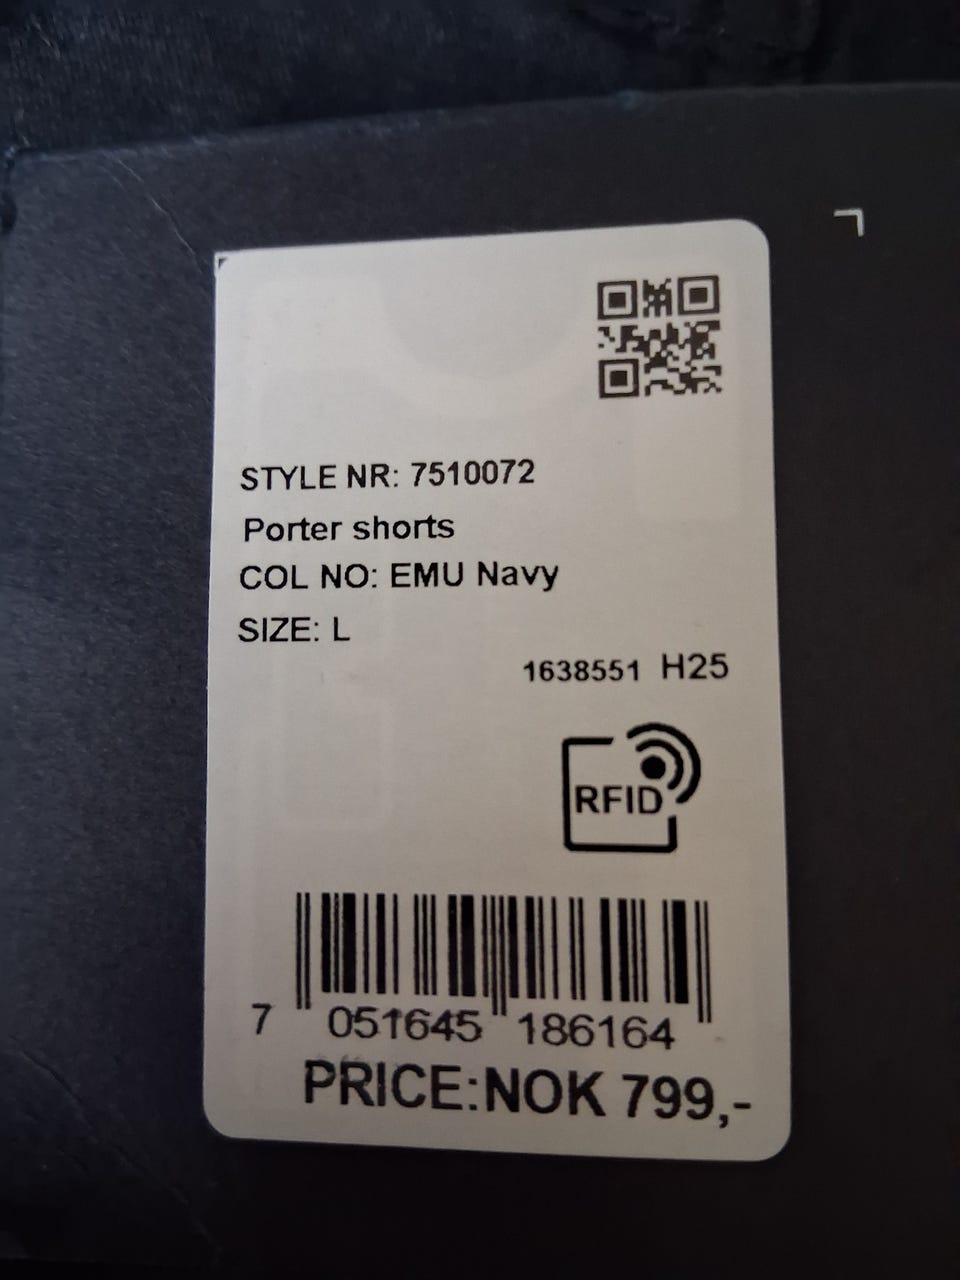 STYLE NR: 7510072
Porter shorts
COL NO: EMU Navy
SIZE: L
1638551 H25
RFID
7 051645 186164
PRICE:NOK 799,-